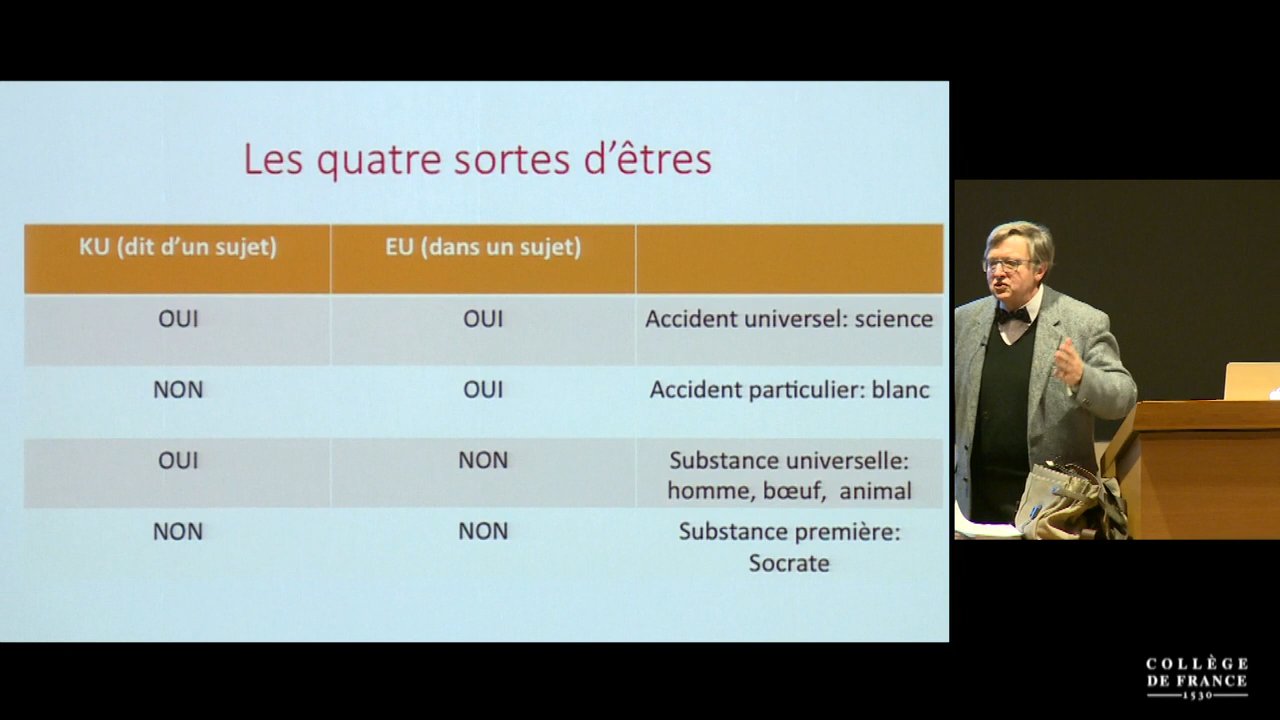 Les quatre sortes d’êtres
KU (dit d’un sujet) EU (dans un sujet)
OUI OUI Accident universel: science
NON OUI Accident particulier: blanc
OUI NON Substance universelle:
homme, bœuf, animal
NON NON Substance première:
Socrate
COLLÈGE
DE FRANCE
1530